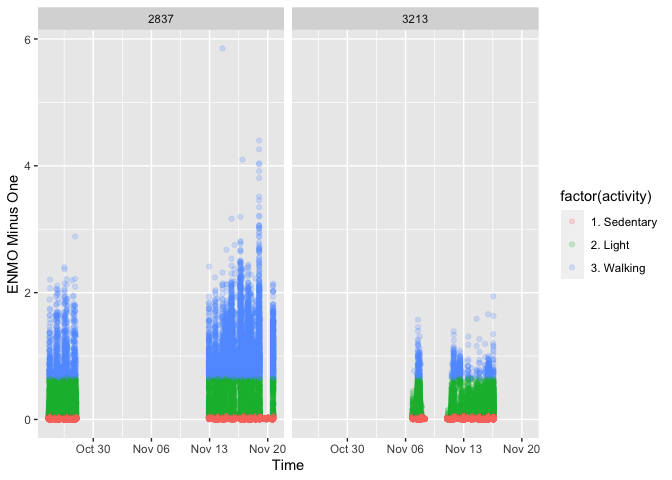 2837 3213
6
4
2
0
ENMO Minus One
Oct 30 Nov 06 Nov 13 Nov 20 Oct 30 Nov 06 Nov 13 Nov 20
Time
factor(activity)
1. Sedentary
2. Light
3. Walking